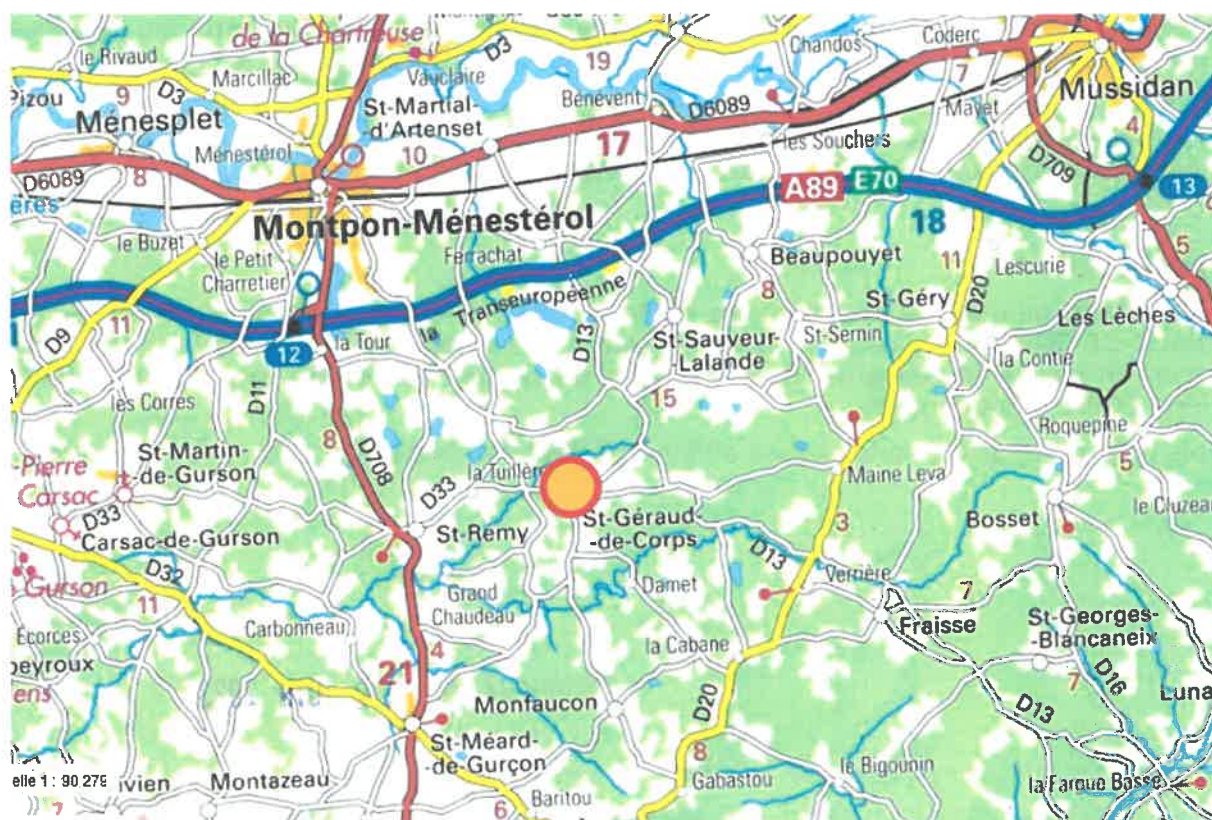 de la Chartreuse
D3
19
Chandos
Coderc
7
le Rivaud
Marcillac
Vauclaire
Pizou
9
D3
St-Martial-
d'Artenset
Bénévent
D6089
Mayet
Mussidan
4
Ménesplet
Ménestérol
10
17
les Souchers
D709
D6089
8
A89
E70
13
Montpon-Ménestérol
18
le Buzet
Ferrachat
Beaupouyet
11
5
le Petit
Charretier
Lescurie
Transeuropéenne
la
8
D20
St-Géry
11
D9
D13
Les Lèches
12
la Tour
St-Sauveur-
Lalande
St-Sernin
la Contie
D11
15
les Corres
8
Roquepine
St-Martin-
de-Gurson
D708
5
-Pierre
Carsac
la Tuillère
Maine Leva
D33
le Cluzeau
D33
Carsac-de-Gurson
St-Rémy
St-Géraud
-de-Corps
3
Bosset
D32
D13
Gurson
11
Grand
Chaudeau
Damet
Verrière
7
Ecorces
Carbonneau
Fraisse
St-Georges-
Blancaneix
peyroux
4
la Cabane
ens
21
7
D16
Monfaucon
D20
D13
Luna
St-Méard-
de-Gurçon
8
elle 1 : 90 279
ivien
Montazeau
Gabastou
le Bigounin
la Farque Basse
7
6
Baritou